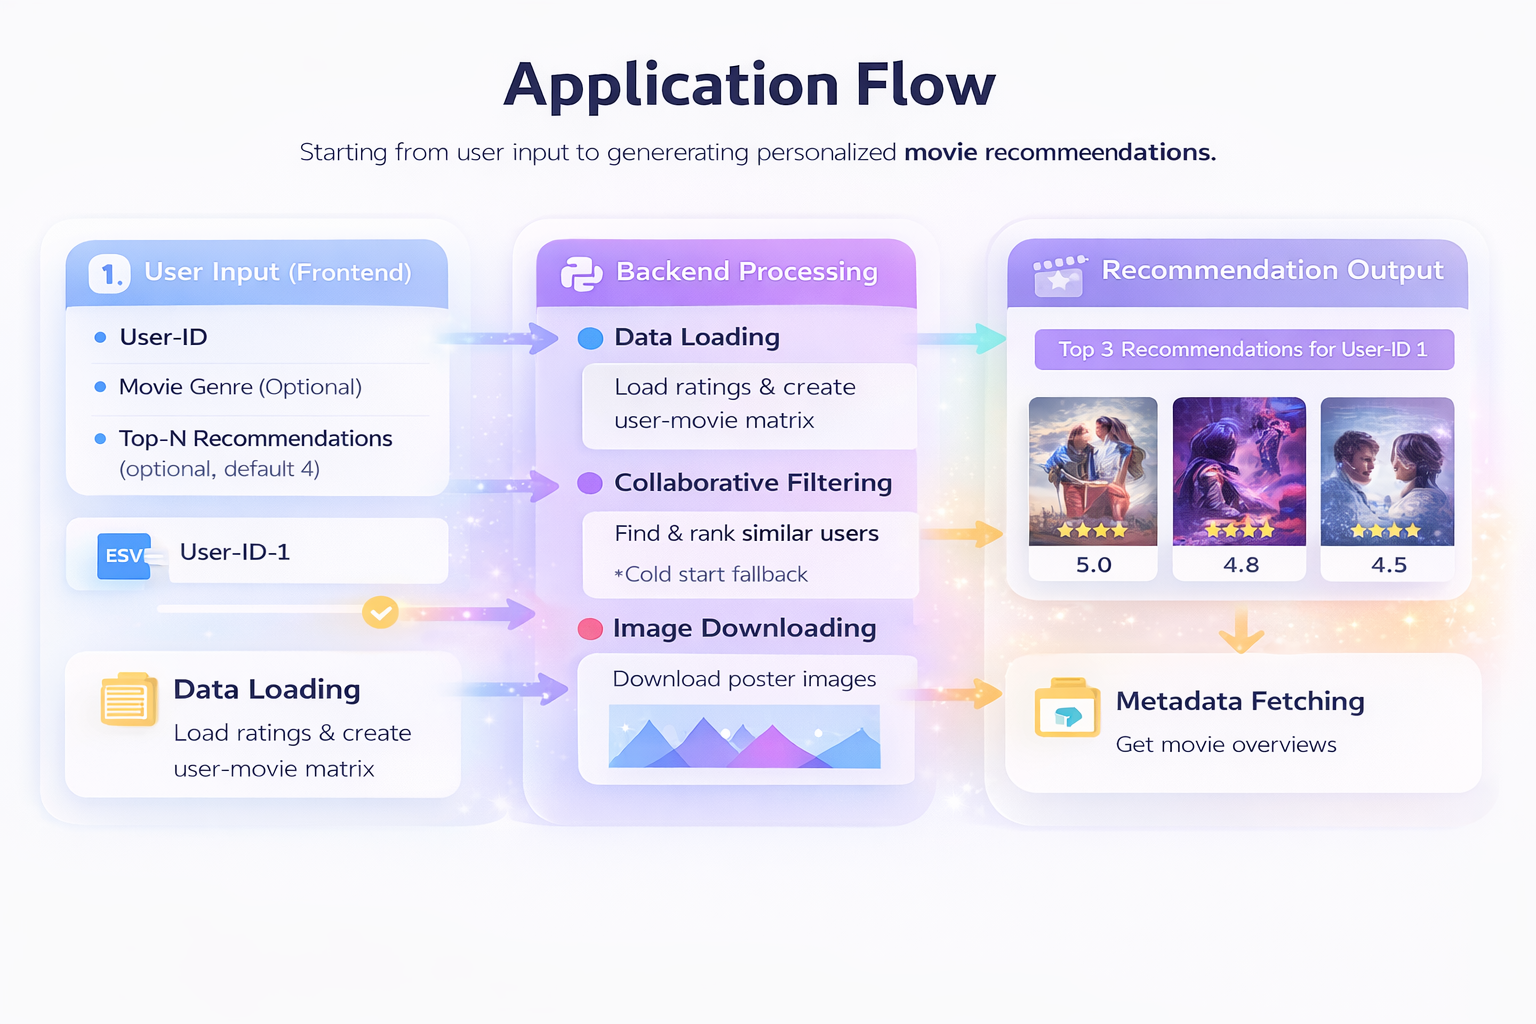 Application Flow
Starting from user input to genererating personalized movie recommeendations.
1. User Input (Frontend)
User-ID
Movie Genre (Optional)
Top-N Recommendations
(optional, default 4)
ESV
User-ID-1
Data Loading
Load ratings & create
user-movie matrix
Backend Processing
Data Loading
Load ratings & create
user-movie matrix
Collaborative Filtering
Find & rank similar users
*Cold start fallback
Image Downloading
Download poster images
Recommendation Output
Top 3 Recommendations for User-ID 1
5.0
4.8
4.5
Metadata Fetching
Get movie overviews